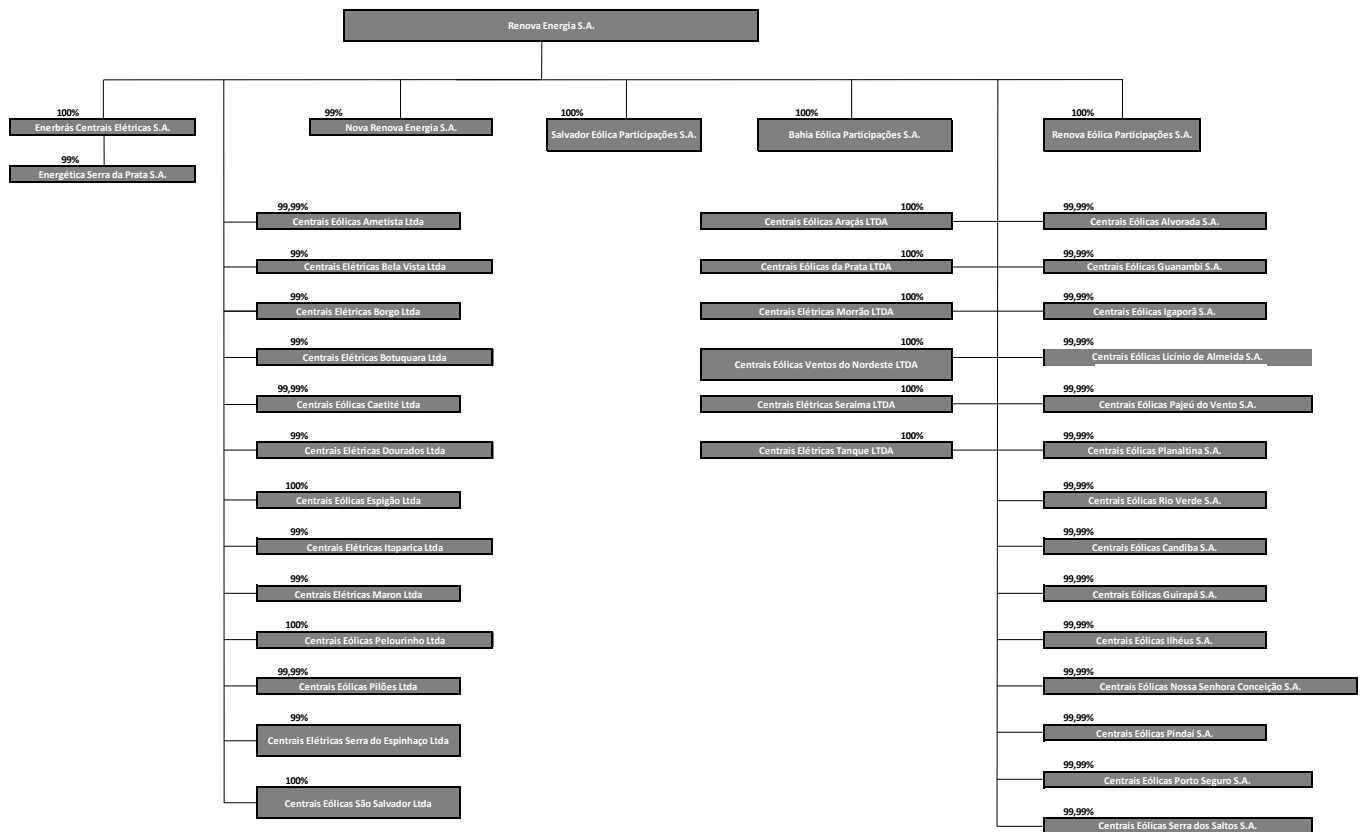 Renova Energia S.A.
100%
Enerbrás Centrais Elétricas S.A.
99%
Energética Serra da Prata S.A.
99%
Nova Renova Energia S.A.
100%
Salvador Eólica Participações S.A.
100%
Bahia Eólica Participações S.A.
100%
Renova Eólica Participações S.A.
99,99%
Centrais Eólicas Ametista Ltda
99%
Centrais Elétricas Bela Vista Ltda
99%
Centrais Elétricas Borgo Ltda
99%
Centrais Elétricas Botuquara Ltda
99,99%
Centrais Eólicas Caetité Ltda
99%
Centrais Elétricas Dourados Ltda
100%
Centrais Eólicas Espigão Ltda
99%
Centrais Elétricas Itaparica Ltda
99%
Centrais Elétricas Maron Ltda
100%
Centrais Eólicas Pelourinho Ltda
99,99%
Centrais Eólicas Pilões Ltda
99%
Centrais Elétricas Serra do Espinhaço Ltda
100%
Centrais Eólicas São Salvador Ltda
100%
Centrais Eólicas Araçás LTDA
100%
Centrais Eólicas da Prata LTDA
100%
Centrais Elétricas Morrão LTDA
100%
Centrais Eólicas Ventos do Nordeste LTDA
100%
Centrais Elétricas Seraima LTDA
100%
Centrais Elétricas Tanque LTDA
99,99%
Centrais Eólicas Alvorada S.A.
99,99%
Centrais Eólicas Guanambi S.A.
99,99%
Centrais Eólicas Igaporã S.A.
99,99%
Centrais Eólicas Licínio de Almeida S.A.
99,99%
Centrais Eólicas Pajeú do Vento S.A.
99,99%
Centrais Eólicas Planaltina S.A.
99,99%
Centrais Eólicas Rio Verde S.A.
99,99%
Centrais Eólicas Candiba S.A.
99,99%
Centrais Eólicas Guirapá S.A.
99,99%
Centrais Eólicas Ilhéus S.A.
99,99%
Centrais Eólicas Nossa Senhora Conceição S.A.
99,99%
Centrais Eólicas Pindaí S.A.
99,99%
Centrais Eólicas Porto Seguro S.A.
99,99%
Centrais Eólicas Serra dos Saltos S.A.